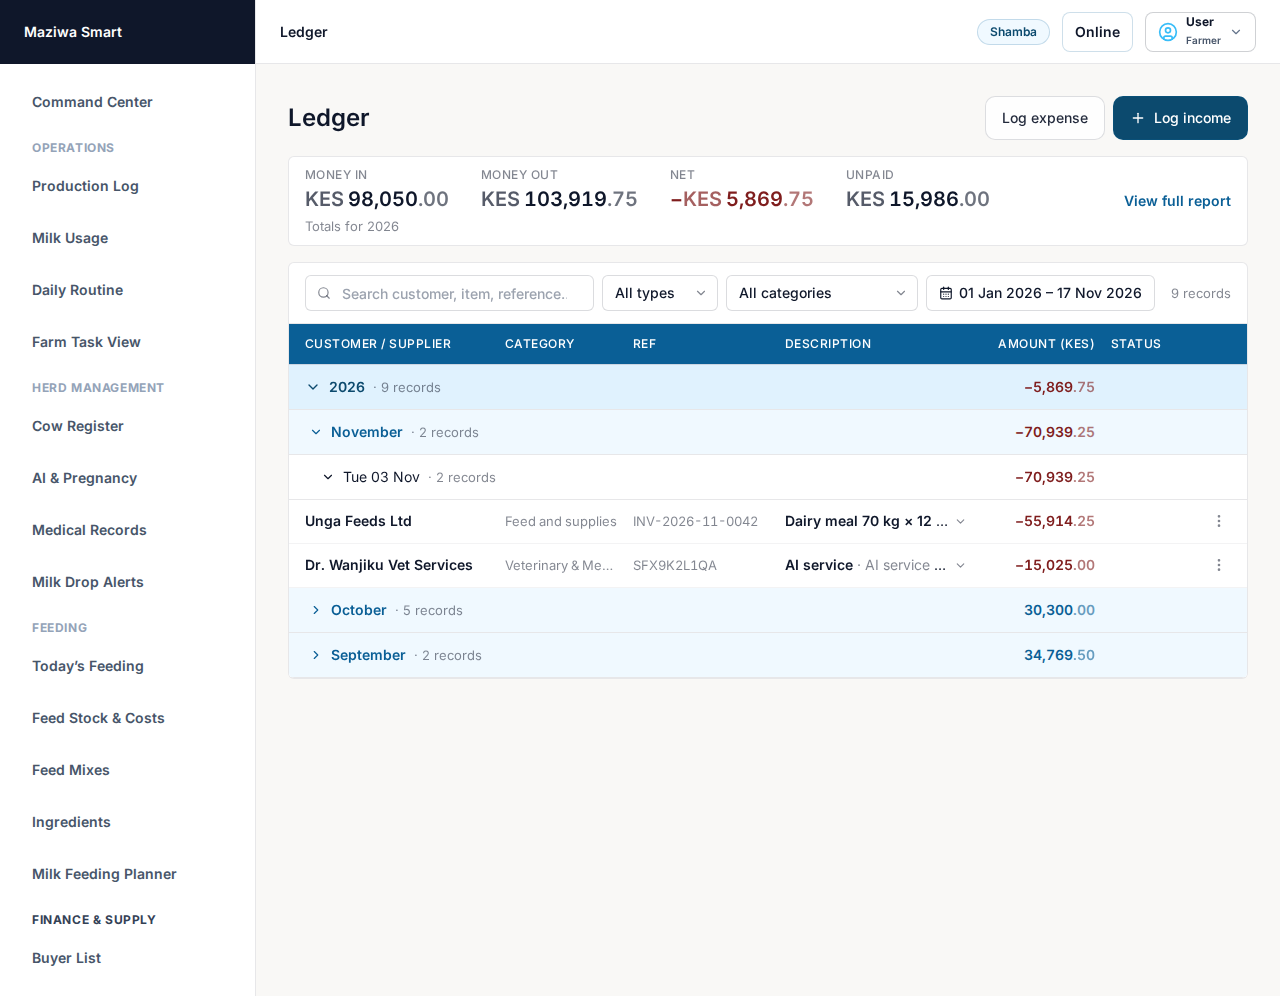 Maziwa Smart
Ledger
Shamba
Online
User
Farmer
Command Center
OPERATIONS
Production Log
Milk Usage
Daily Routine
Farm Task View
HERD MANAGEMENT
Cow Register
AI & Pregnancy
Medical Records
Milk Drop Alerts
FEEDING
Today’s Feeding
Feed Stock & Costs
Feed Mixes
Ingredients
Milk Feeding Planner
FINANCE & SUPPLY
Buyer List
Ledger
Log expense
+ Log income
MONEY IN MONEY OUT NET UNPAID
KES 98,050.00 KES 103,919.75 −KES 5,869.75 KES 15,986.00
Totals for 2026
View full report
Search customer, item, reference.
All types
All categories
01 Jan 2026 – 17 Nov 2026
9 records
CUSTOMER / SUPPLIER CATEGORY REF DESCRIPTION AMOUNT (KES) STATUS
2026 · 9 records −5,869.75
November · 2 records −70,939.25
Tue 03 Nov · 2 records −70,939.25
Unga Feeds Ltd Feed and supplies INV-2026-11-0042 Dairy meal 70 kg × 12 ... −55,914.25
Dr. Wanjiku Vet Services Veterinary & Me... SFX9K2L1QA AI service · AI service ... −15,025.00
October · 5 records 30,300.00
September · 2 records 34,769.50